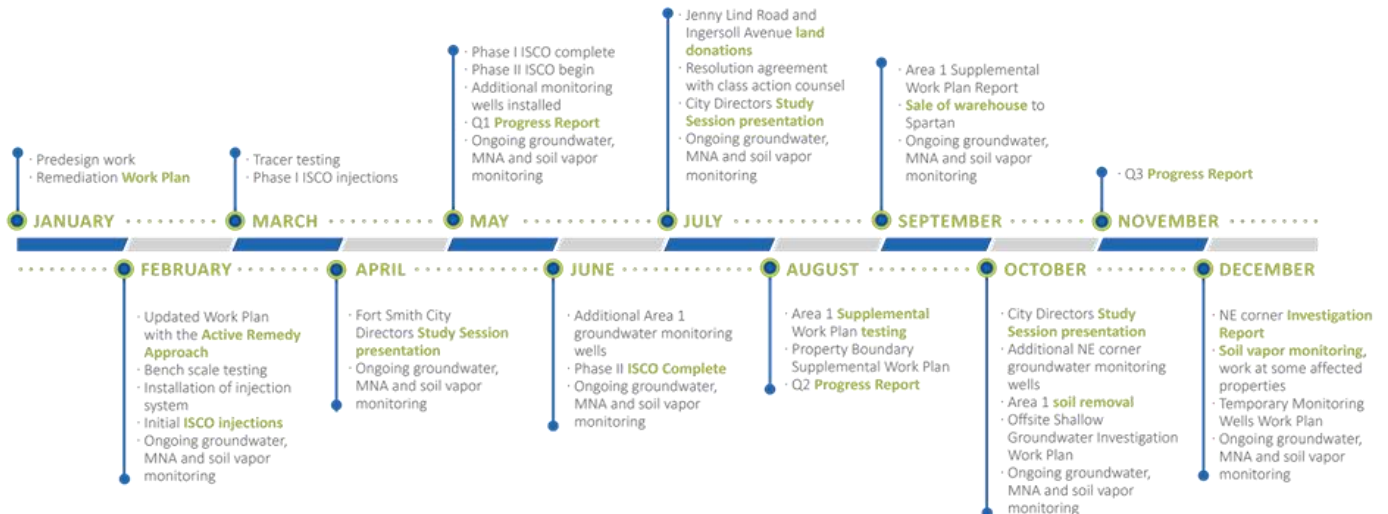 JANUARY
· Predesign work
· Remediation Work Plan
FEBRUARY
· Updated Work Plan
with the Active Remedy
Approach
· Bench scale testing
· Installation of injection
system
· Initial ISCO injections
· Ongoing groundwater,
MNA and soil vapor
monitoring
MARCH
· Tracer testing
· Phase I ISCO injections
APRIL
· Fort Smith City
Directors Study Session
presentation
· Ongoing groundwater,
MNA and soil vapor
monitoring
MAY
· Phase I ISCO complete
· Phase II ISCO begin
· Additional monitoring
wells installed
· Q1 Progress Report
· Ongoing groundwater,
MNA and soil vapor
monitoring
JUNE
· Additional Area 1
groundwater monitoring
wells
· Phase II ISCO Complete
· Ongoing groundwater,
MNA and soil vapor
monitoring
JULY
· Jenny Lind Road and
Ingersoll Avenue land
donations
· Resolution agreement
with class action counsel
· City Directors Study
Session presentation
· Ongoing groundwater,
MNA and soil vapor
monitoring
AUGUST
· Area 1 Supplemental
Work Plan testing
· Property Boundary
Supplemental Work Plan
· Q2 Progress Report
SEPTEMBER
· Area 1 Supplemental
Work Plan Report
· Sale of warehouse to
Spartan
· Ongoing groundwater,
MNA and soil vapor
monitoring
OCTOBER
· City Directors Study
Session presentation
· Additional NE corner
groundwater monitoring
wells
· Area 1 soil removal
· Offsite Shallow
Groundwater Investigation
Work Plan
· Ongoing groundwater,
MNA and soil vapor
monitoring
NOVEMBER
· Q3 Progress Report
DECEMBER
· NE corner Investigation
Report
· Soil vapor monitoring,
work at some affected
properties
· Temporary Monitoring
Wells Work Plan
· Ongoing groundwater,
MNA and soil vapor
monitoring